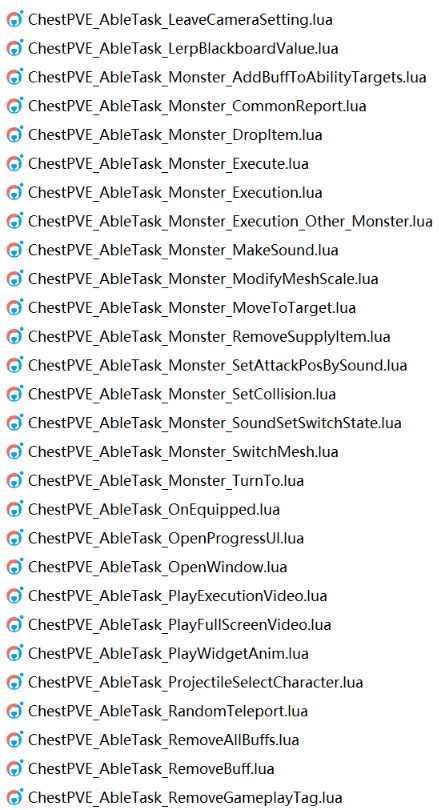 ChestPVE_AbleTask_LeaveCameraSetting.lua
ChestPVE_AbleTask_LerpBlackboardValue.lua
ChestPVE_AbleTask_Monster_AddBuffToAbilityTargets.lua
ChestPVE_AbleTask_Monster_CommonReport.lua
ChestPVE_AbleTask_Monster_DropItem.lua
ChestPVE_AbleTask_Monster_Execute.lua
ChestPVE_AbleTask_Monster_Execution.lua
ChestPVE_AbleTask_Monster_Execution_Other_Monster.lua
ChestPVE_AbleTask_Monster_MakeSound.lua
ChestPVE_AbleTask_Monster_ModifyMeshScale.lua
ChestPVE_AbleTask_Monster_MoveToTarget.lua
ChestPVE_AbleTask_Monster_RemoveSupplyItem.lua
ChestPVE_AbleTask_Monster_SetAttackPosBySound.lua
ChestPVE_AbleTask_Monster_SetCollision.lua
ChestPVE_AbleTask_Monster_SoundSetSwitchState.lua
ChestPVE_AbleTask_Monster_SwitchMesh.lua
ChestPVE_AbleTask_Monster_TurnTo.lua
ChestPVE_AbleTask_OnEquipped.lua
ChestPVE_AbleTask_OpenProgressUI.lua
ChestPVE_AbleTask_OpenWindow.lua
ChestPVE_AbleTask_PlayExecutionVideo.lua
ChestPVE_AbleTask_PlayFullScreenVideo.lua
ChestPVE_AbleTask_PlayWidgetAnim.lua
ChestPVE_AbleTask_ProjectileSelectCharacter.lua
ChestPVE_AbleTask_RandomTeleport.lua
ChestPVE_AbleTask_RemoveAllBuffs.lua
ChestPVE_AbleTask_RemoveBuff.lua
ChestPVE_AbleTask_RemoveGameplayTag.lua